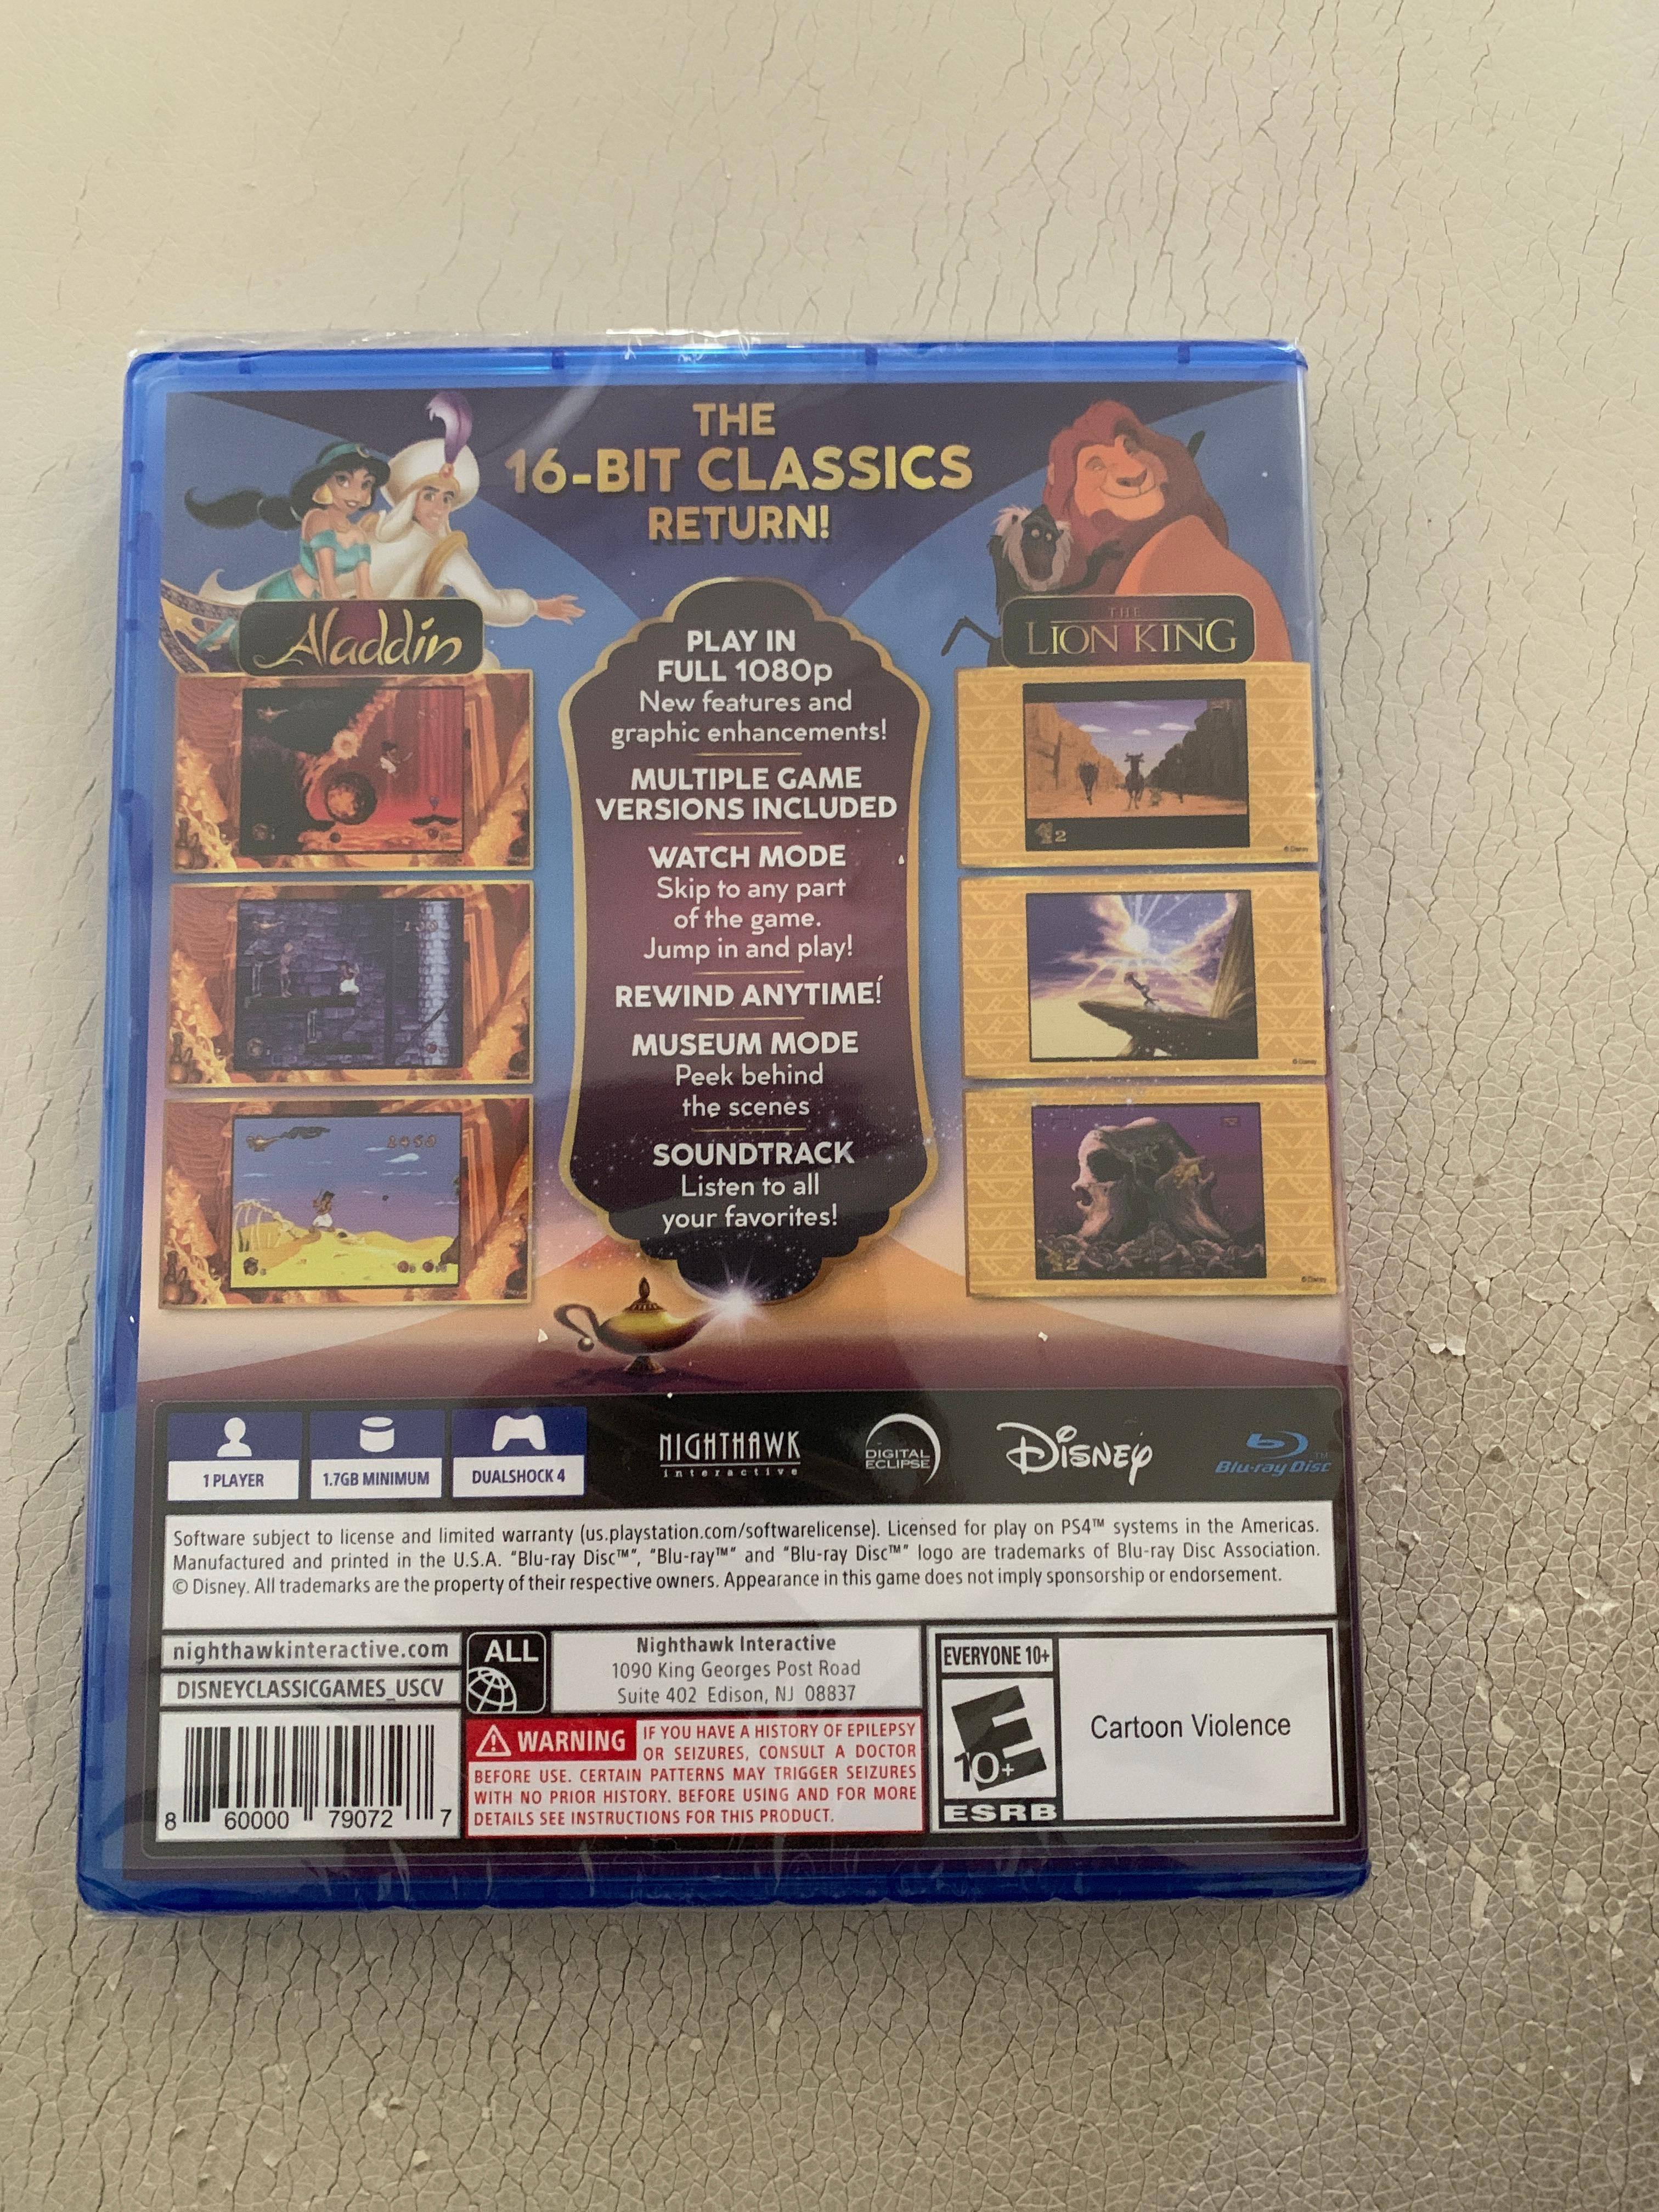 THE
16-BIT CLASSICS
RETURN!
Aladdin
THE
LION KING
PLAY IN
FULL 1080p
New features and
graphic enhancements!
MULTIPLE GAME
VERSIONS INCLUDED
WATCH MODE
Skip to any part
of the game.
Jump in and play!
REWIND ANYTIME!
MUSEUM MODE
Peek behind
the scenes
SOUNDTRACK
Listen to all
your favorites!
2
© Disney
© Disney
2
© Disney
1 PLAYER
1.7GB MINIMUM
DUALSHOCK 4
NIGHTHAWK
interactive
DIGITAL
ECLIPSE
Disney
Blu-ray Disc™
Software subject to license and limited warranty (us.playstation.com/softwarelicense). Licensed for play on PS4™ systems in the Americas.
Manufactured and printed in the U.S.A. “Blu-ray Disc™”, “Blu-ray™” and “Blu-ray Disc™” logo are trademarks of Blu-ray Disc Association.
© Disney. All trademarks are the property of their respective owners. Appearance in this game does not imply sponsorship or endorsement.
nighthawkinteractive.com
DISNEYCLASSICGAMES_USCV
8 60000 79072 7
ALL
Nighthawk Interactive
1090 King Georges Post Road
Suite 402 Edison, NJ 08837
WARNING IF YOU HAVE A HISTORY OF EPILEPSY
OR SEIZURES, CONSULT A DOCTOR
BEFORE USE. CERTAIN PATTERNS MAY TRIGGER SEIZURES
WITH NO PRIOR HISTORY. BEFORE USING AND FOR MORE
DETAILS SEE INSTRUCTIONS FOR THIS PRODUCT.
EVERYONE 10+
E
10+
ESRB
Cartoon Violence